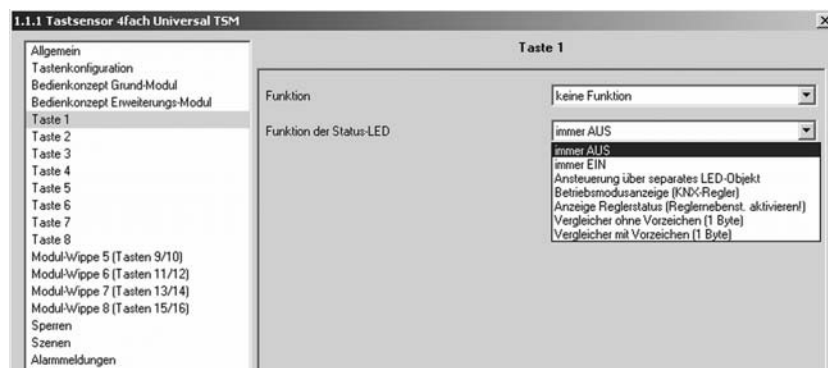 1.1.1 Tastsensor 4fach Universal TSM
Allgemein
Tastenkonfiguration
Bedienkonzept Grund-Modul
Bedienkonzept Erweiterungs-Modul
Taste 1
Taste 2
Taste 3
Taste 4
Taste 5
Taste 6
Taste 7
Taste 8
Modul-Wippe 5 (Tasten 9/10)
Modul-Wippe 6 (Tasten 11/12)
Modul-Wippe 7 (Tasten 13/14)
Modul-Wippe 8 (Tasten 15/16)
Sperren
Szenen
Alarmmeldungen
Taste 1
Funktion
keine Funktion
Funktion der Status-LED
immer AUS
immer AUS
immer EIN
Ansteuerung über separates LED-Objekt
Betriebsmodusanzeige (KNX-Regler)
Anzeige Reglerstatus (Reglernebenst. aktivieren!)
Vergleicher ohne Vorzeichen (1 Byte)
Vergleicher mit Vorzeichen (1 Byte)